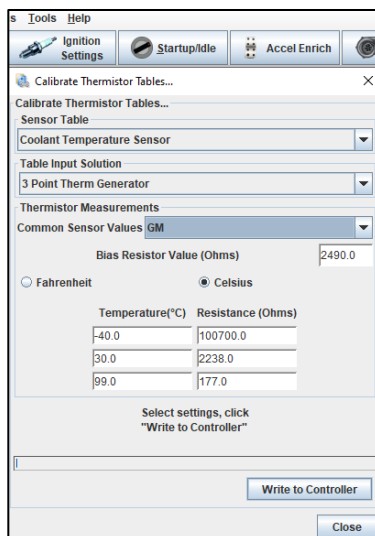 s Tools Help
Ignition Settings Startup/Idle Accel Enrich
Calibrate Thermistor Tables...
Calibrate Thermistor Tables...
Sensor Table
Coolant Temperature Sensor
Table Input Solution
3 Point Therm Generator
Thermistor Measurements
Common Sensor Values GM
Bias Resistor Value (Ohms) 2490.0
Fahrenheit Celsius
Temperature(°C) Resistance (Ohms)
-40.0 100700.0
30.0 2238.0
99.0 177.0
Select settings, click
"Write to Controller"
Write to Controller
Close